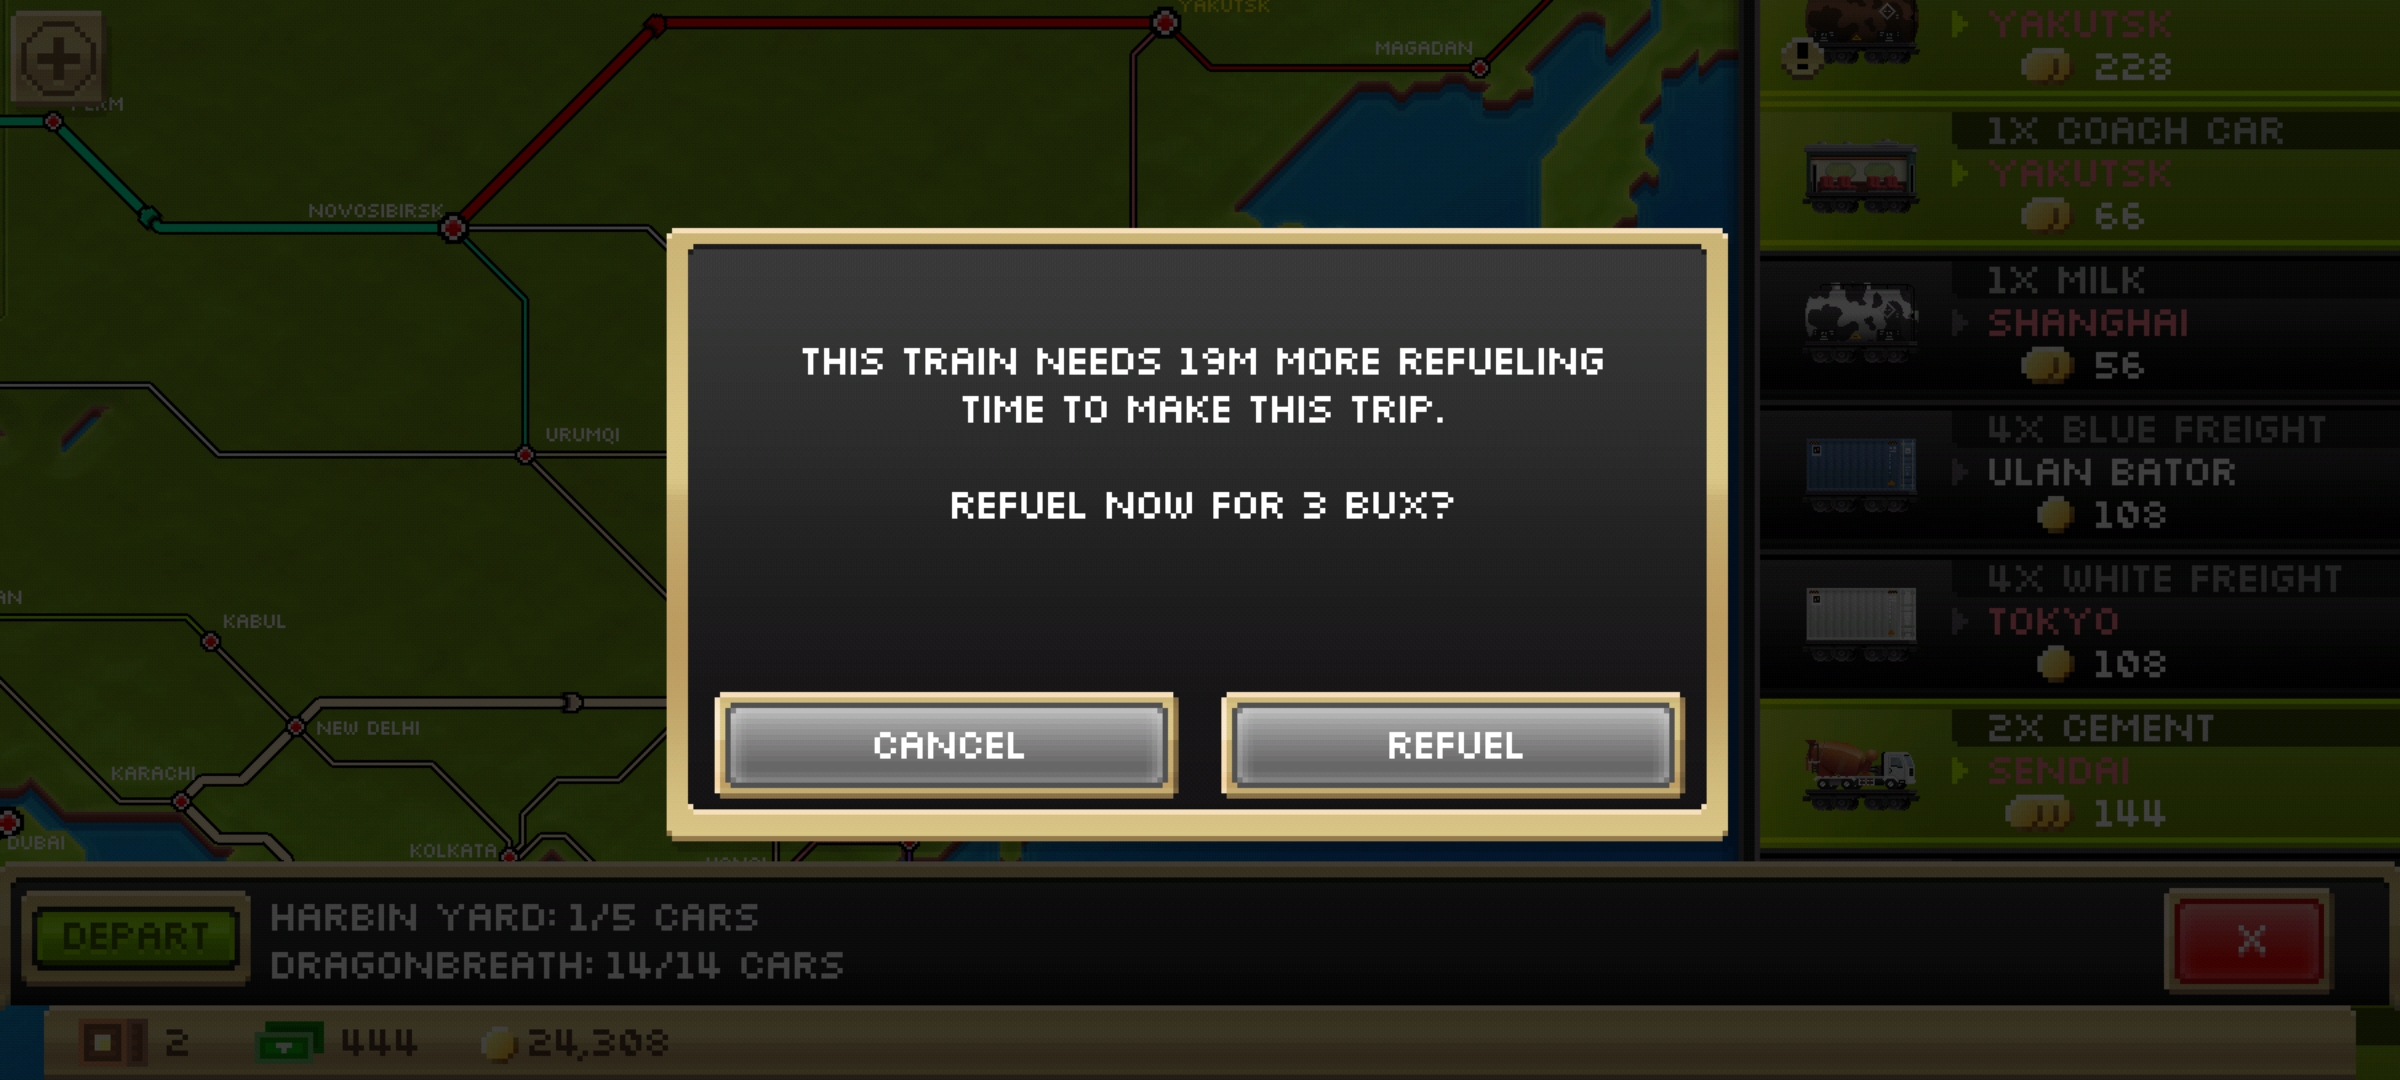 YAKUTSK
MAGADAN
NOVOSIBIRSK
URUMQI
KABUL
NEW DELHI
KARACHI
DUBAI
KOLKATA
YAKUTSK
228
1X COACH CAR
YAKUTSK
66
1X MILK
SHANGHAI
56
4X BLUE FREIGHT
ULAN BATOR
108
4X WHITE FREIGHT
TOKYO
108
2X CEMENT
SENDAI
144
THIS TRAIN NEEDS 19M MORE REFUELING
TIME TO MAKE THIS TRIP.
REFUEL NOW FOR 3 BUX?
CANCEL
REFUEL
DEPART
HARBIN YARD: 1/5 CARS
DRAGONBREATH: 14/14 CARS
X
2
444
24,308